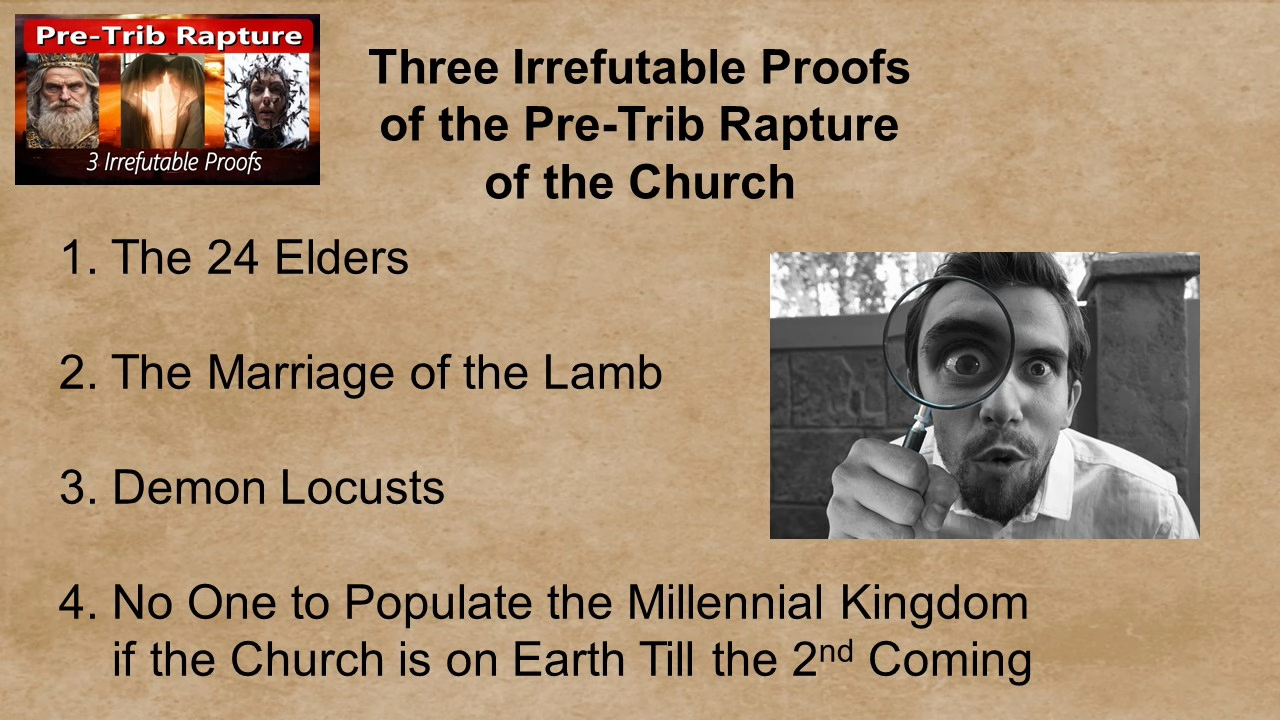 Pre-Trib Rapture
3 Irrefutable Proofs
Three Irrefutable Proofs
of the Pre-Trib Rapture
of the Church
1. The 24 Elders
2. The Marriage of the Lamb
3. Demon Locusts
4. No One to Populate the Millennial Kingdom
if the Church is on Earth Till the 2nd Coming